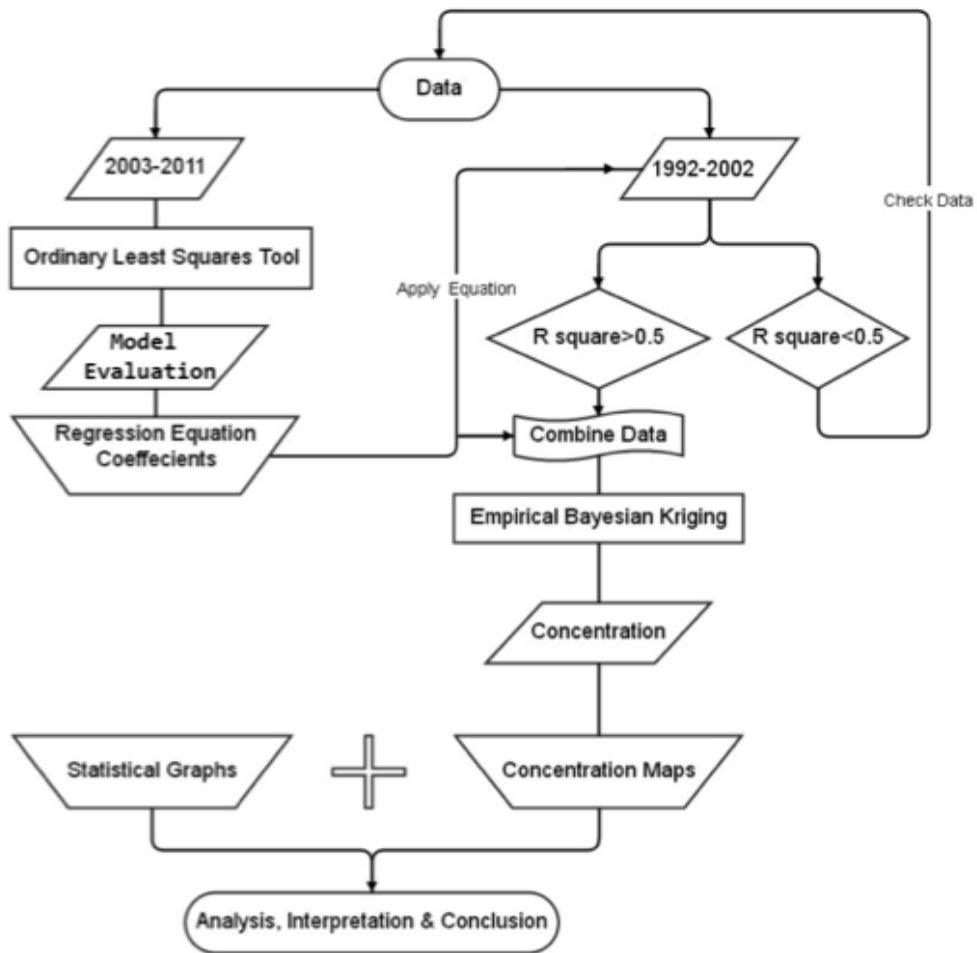 Data
2003-2011
1992-2002
Check Data
Ordinary Least Squares Tool
Apply Equation
R square>0.5
R square<0.5
Model
Evaluation
Regression Equation
Coeffecients
Combine Data
Empirical Bayesian Kriging
Concentration
Statistical Graphs
Concentration Maps
Analysis, Interpretation & Conclusion